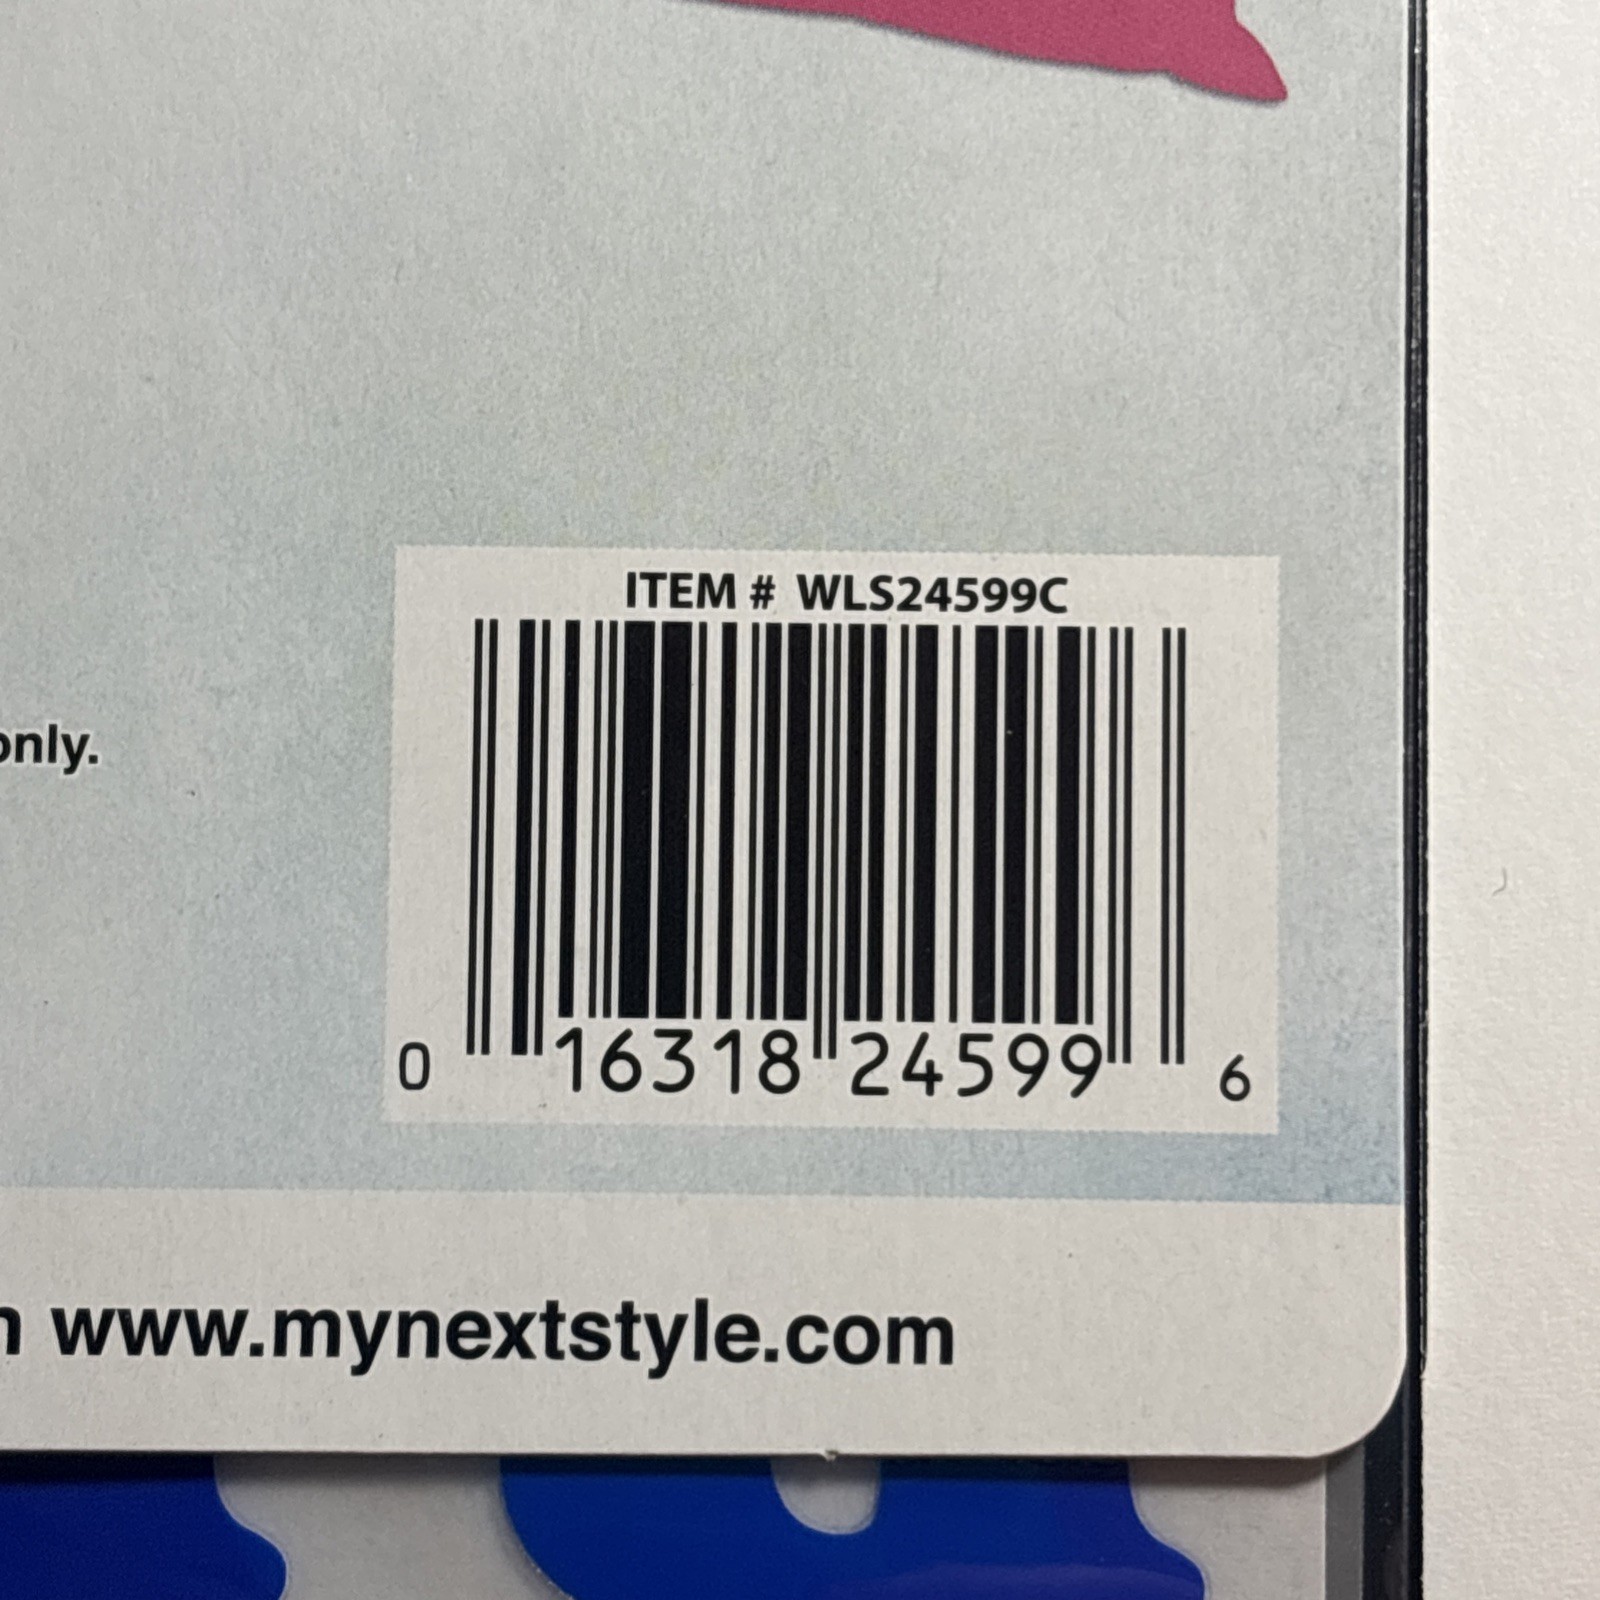 ITEM # WLS24599C
only.
0 16318 24599 6
www.mynextstyle.com